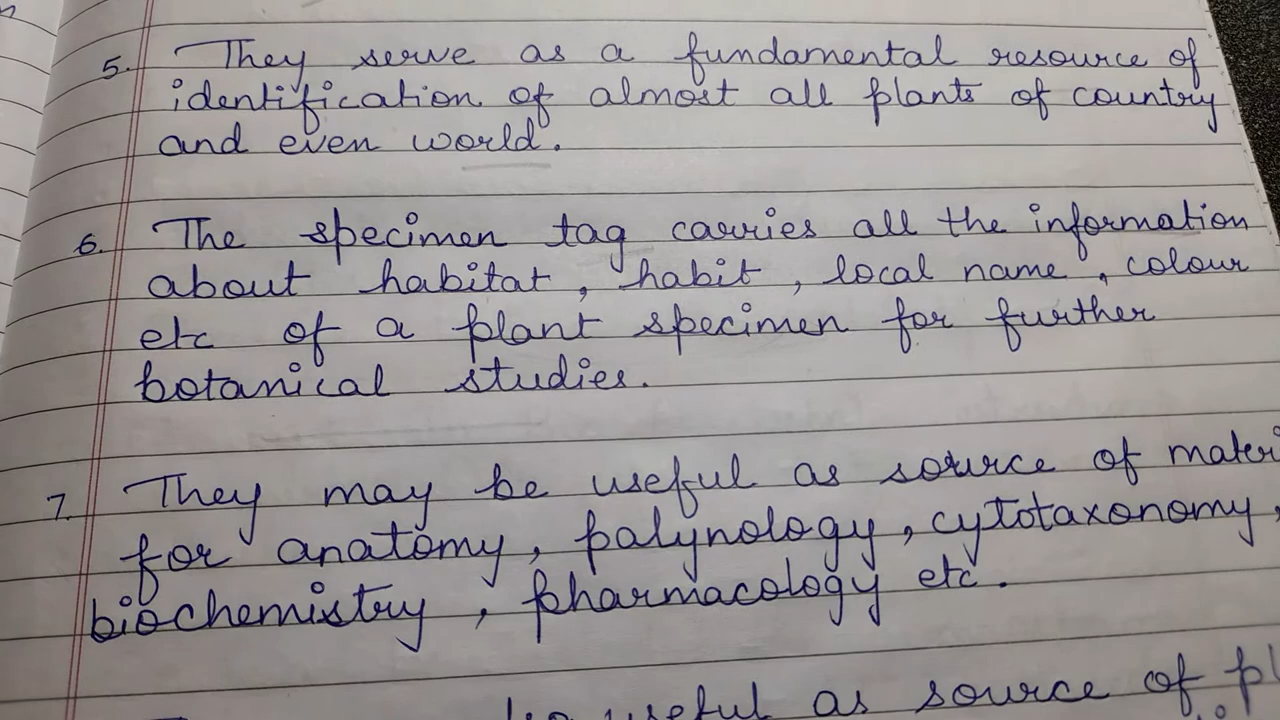 5. They serve as a fundamental resource of
identification of almost all plants of country
and even world.
6. The specimen tag carries all the information
about habitat, habit, local name, colour
etc of a plant specimen for further
botanical studies.
7. They may be useful as source of materi
for anatomy, palynology, cytotaxonomy,
biochemistry, pharmacology etc.
useful as source of pl